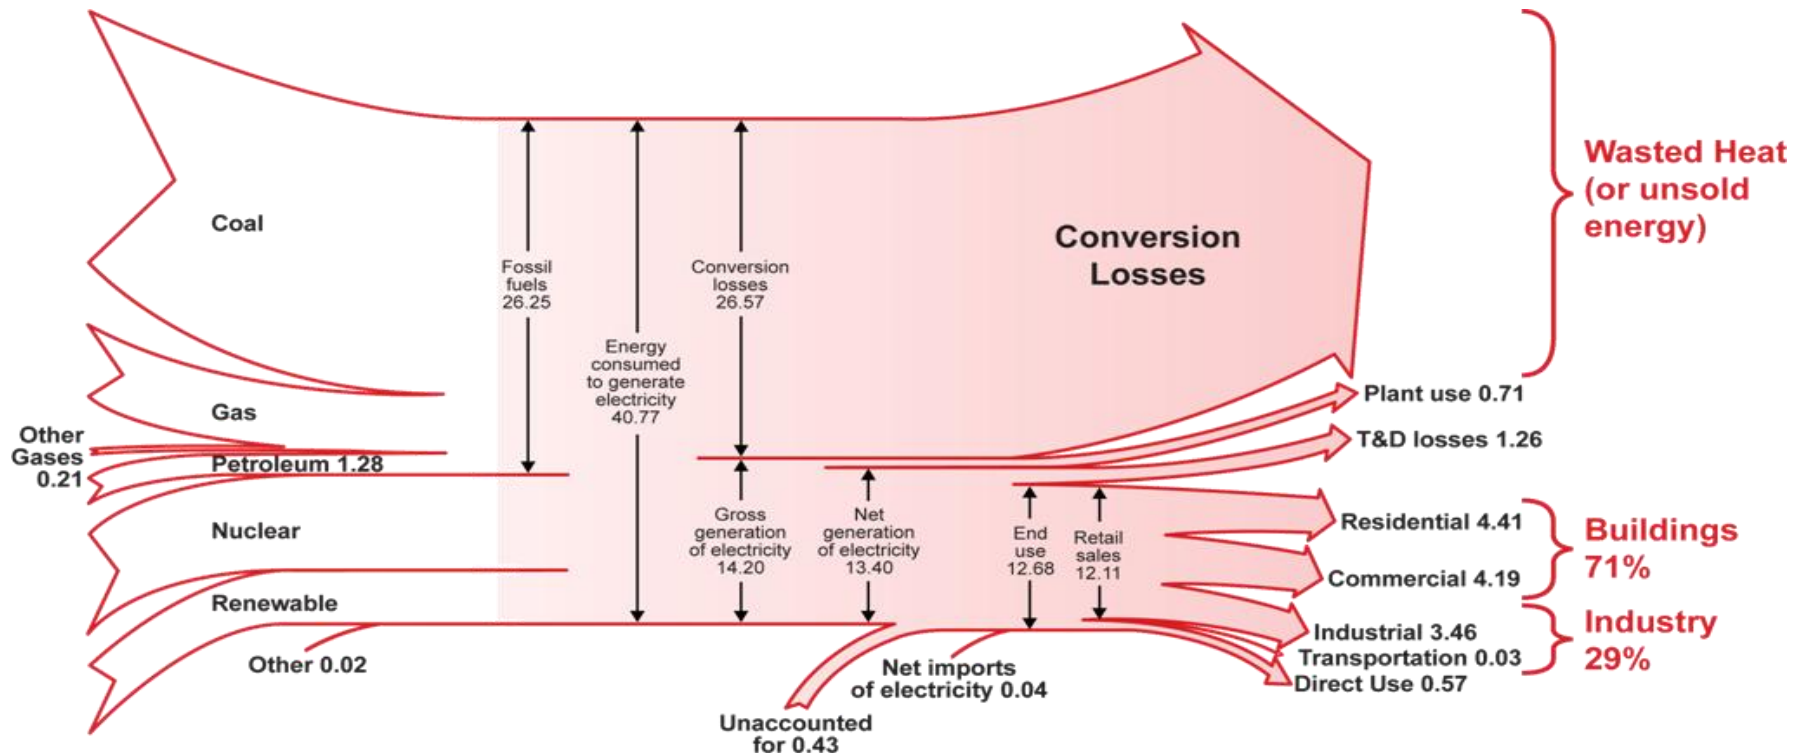 Coal
Gas
Other
Gases
0.21
Petroleum 1.28
Nuclear
Renewable
Other 0.02
Fossil
fuels
26.25
Energy
consumed
to generate
electricity
40.77
Conversion
losses
26.57
Gross
generation
of electricity
14.20
Net
generation
of electricity
13.40
End
use
12.68
Retail
sales
12.11
Unaccounted
for 0.43
Net imports
of electricity 0.04
Conversion
Losses
Plant use 0.71
T&D losses 1.26
Residential 4.41
Commercial 4.19
Industrial 3.46
Transportation 0.03
Direct Use 0.57
Wasted Heat
(or unsold
energy)
Buildings
71%
Industry
29%